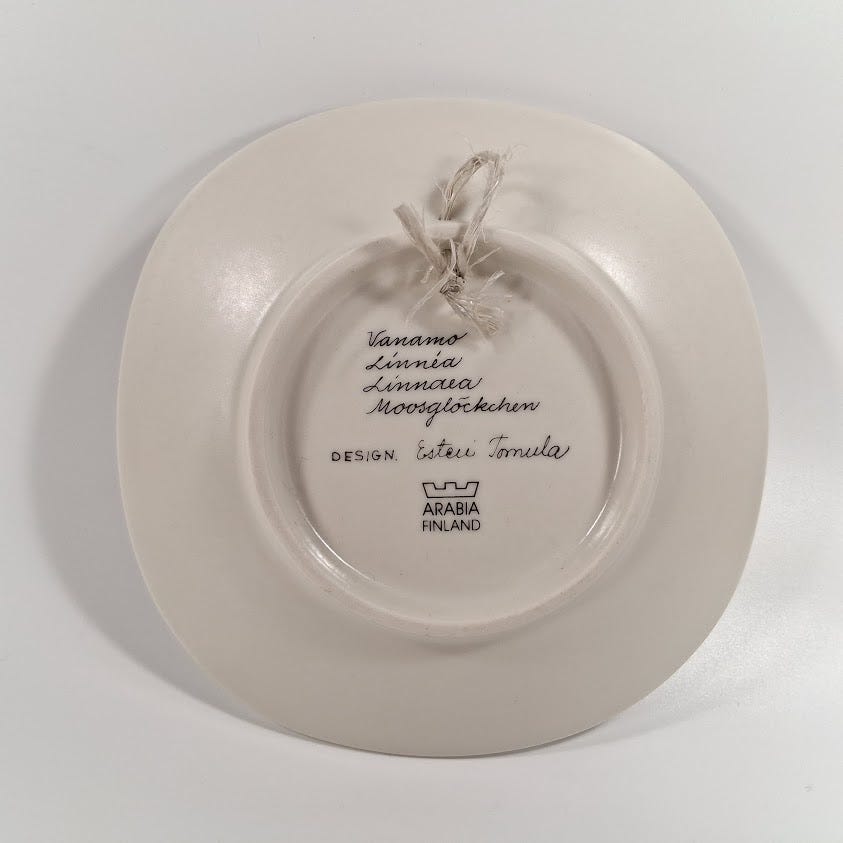 Vanamo
Linnéa
Linnaea
Moosglöckchen
DESIGN. Esteri Tomula
ARABIA
FINLAND